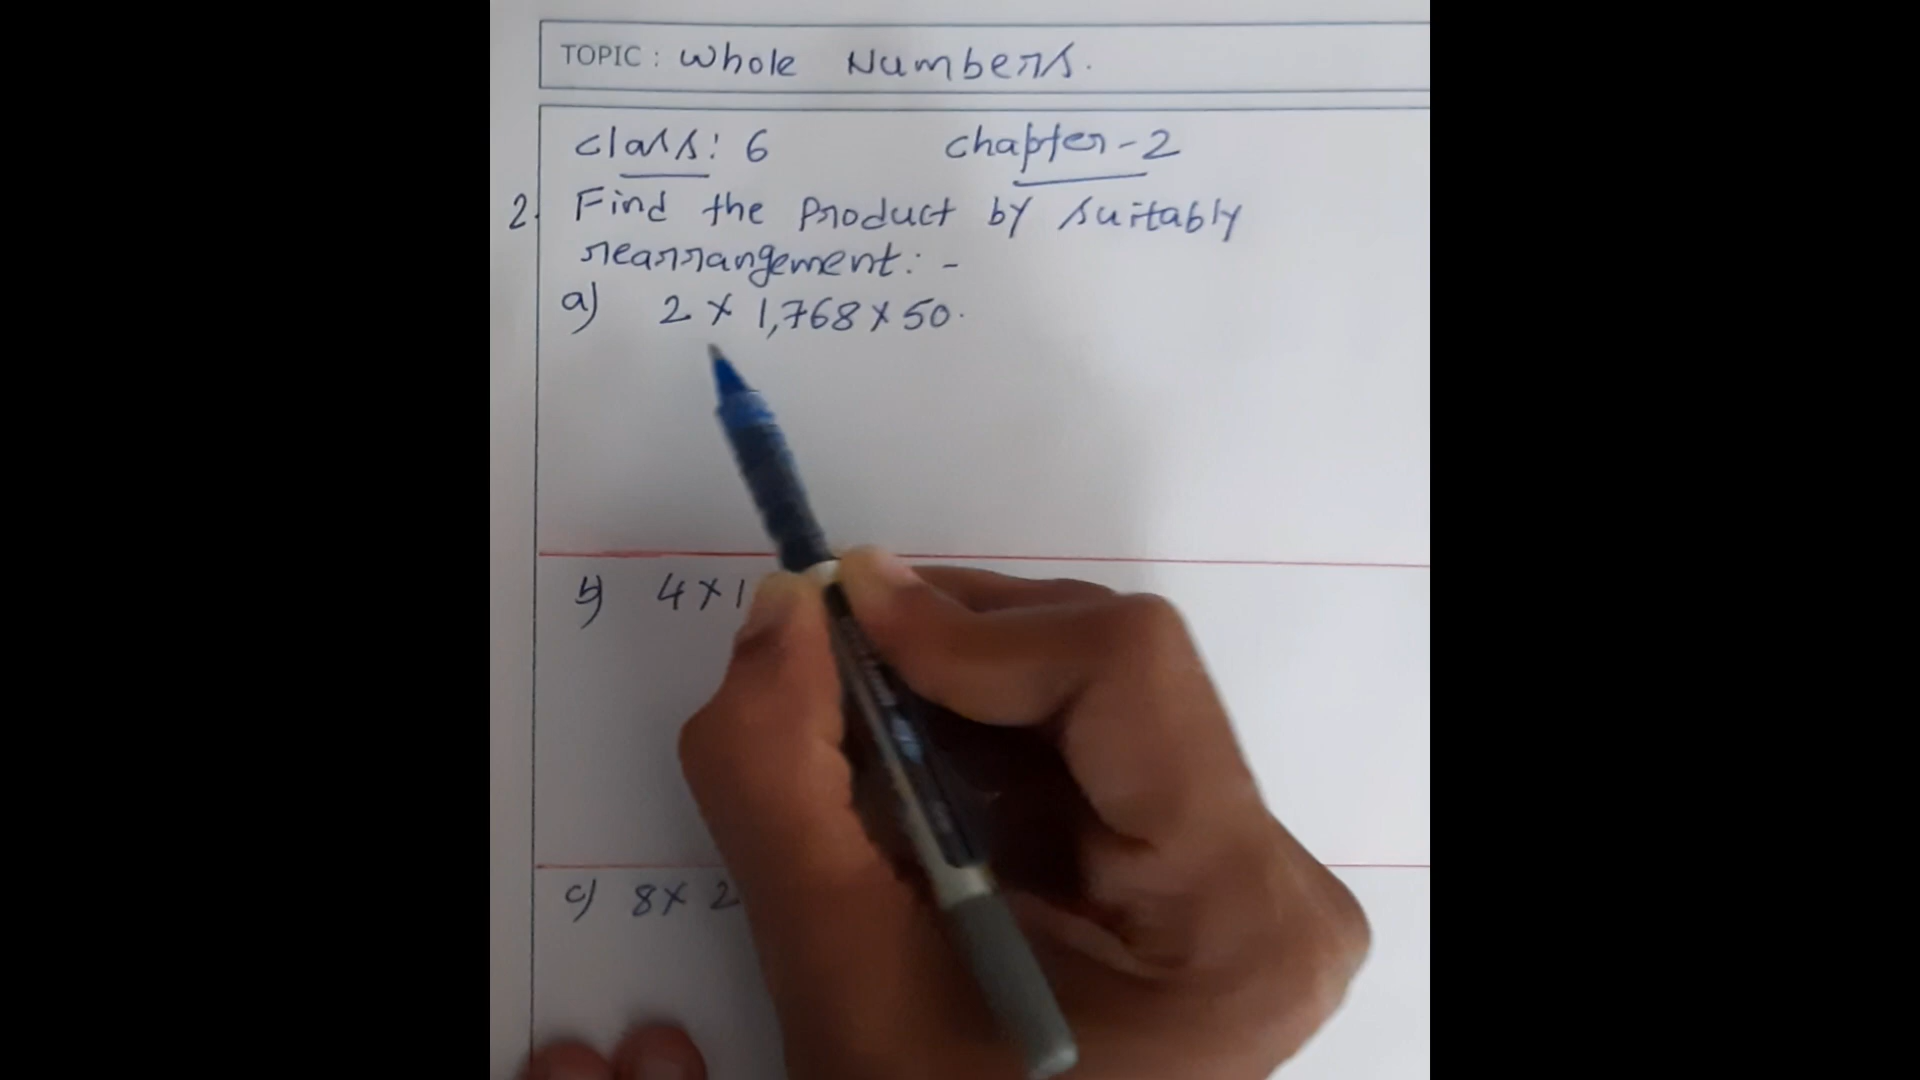 TOPIC : Whole Numbers.
Class: 6 Chapter-2
2. Find the Product by suitably
rearrangement: -
a) 2 × 1,768 × 50.
b) 4 × 1
c) 8 × 2